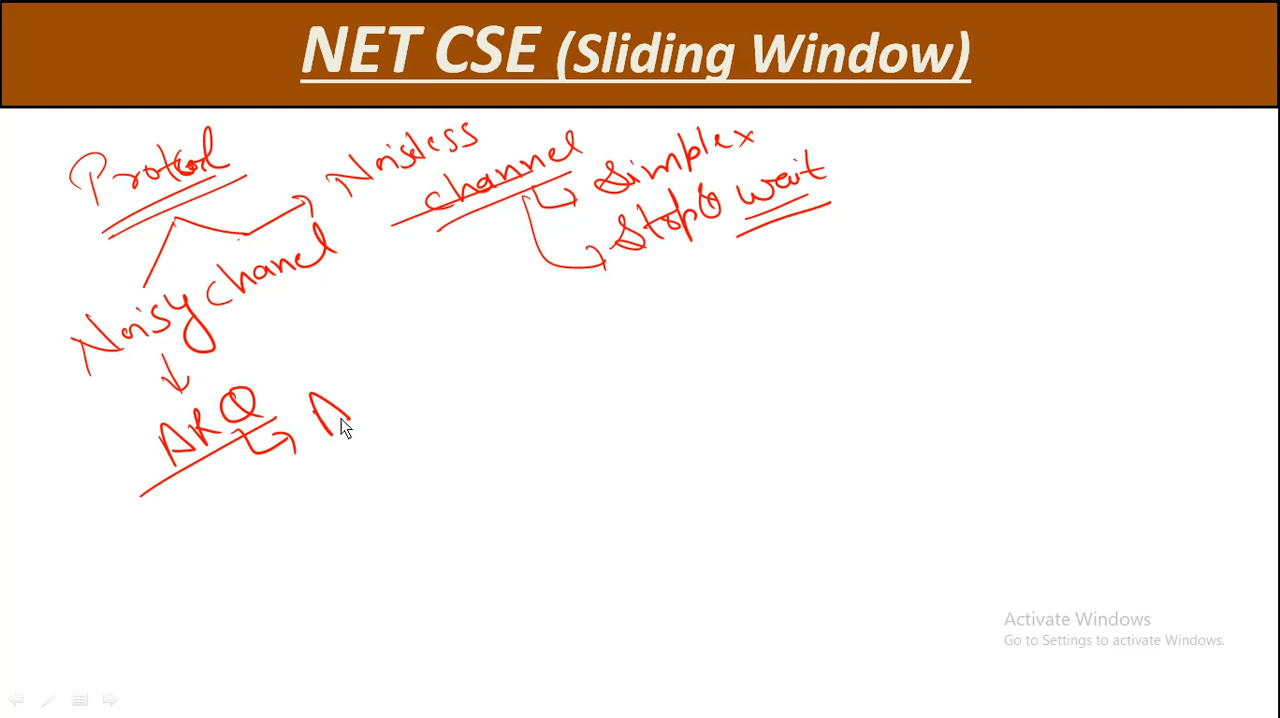 NET CSE (Sliding Window)
Protocol
Noiseless
channel
Simplex
Stop & wait
Noisy chanel
ARQ
A
Activate Windows
Go to Settings to activate Windows.